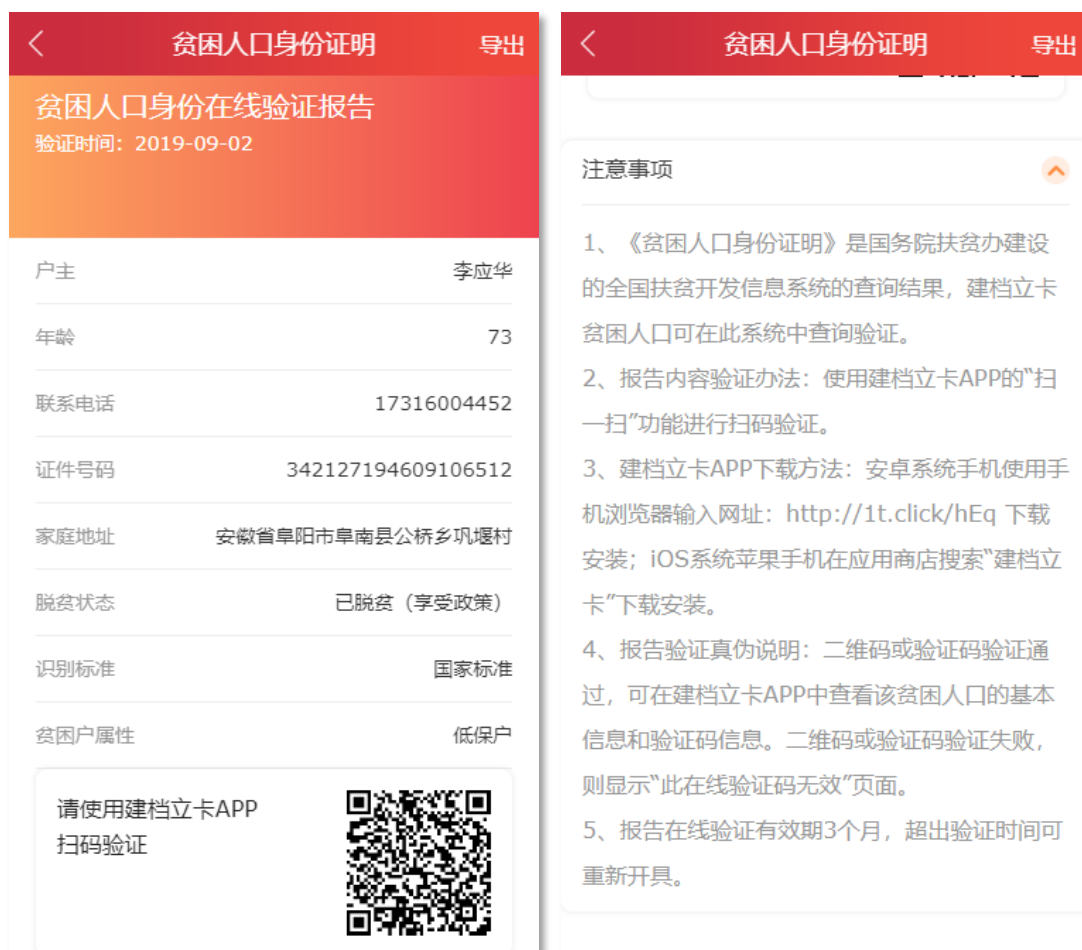 贫困人口身份证明 导出
贫困人口身份在线验证报告
验证时间：2019-09-02
户主 李应华
年龄 73
联系电话 17316004452
证件号码 342127194609106512
家庭地址 安徽省阜阳市阜南县公桥乡巩堰村
脱贫状态 已脱贫（享受政策）
识别标准 国家标准
贫困户属性 低保户
请使用建档立卡APP
扫码验证
贫困人口身份证明 导出
注意事项
1、《贫困人口身份证明》是国务院扶贫办建设
的全国扶贫开发信息系统的查询结果，建档立卡
贫困人口可在此系统中查询验证。
2、报告内容验证办法：使用建档立卡APP的“扫
一扫”功能进行扫码验证。
3、建档立卡APP下载方法：安卓系统手机使用手
机浏览器输入网址：http://1t.click/hEq 下载
安装；iOS系统苹果手机在应用商店搜索“建档立
卡”下载安装。
4、报告验证真伪说明：二维码或验证码验证通
过，可在建档立卡APP中查看该贫困人口的基本
信息和验证码信息。二维码或验证码验证失败，
则显示“此在线验证码无效”页面。
5、报告在线验证有效期3个月，超出验证时间可
重新开具。